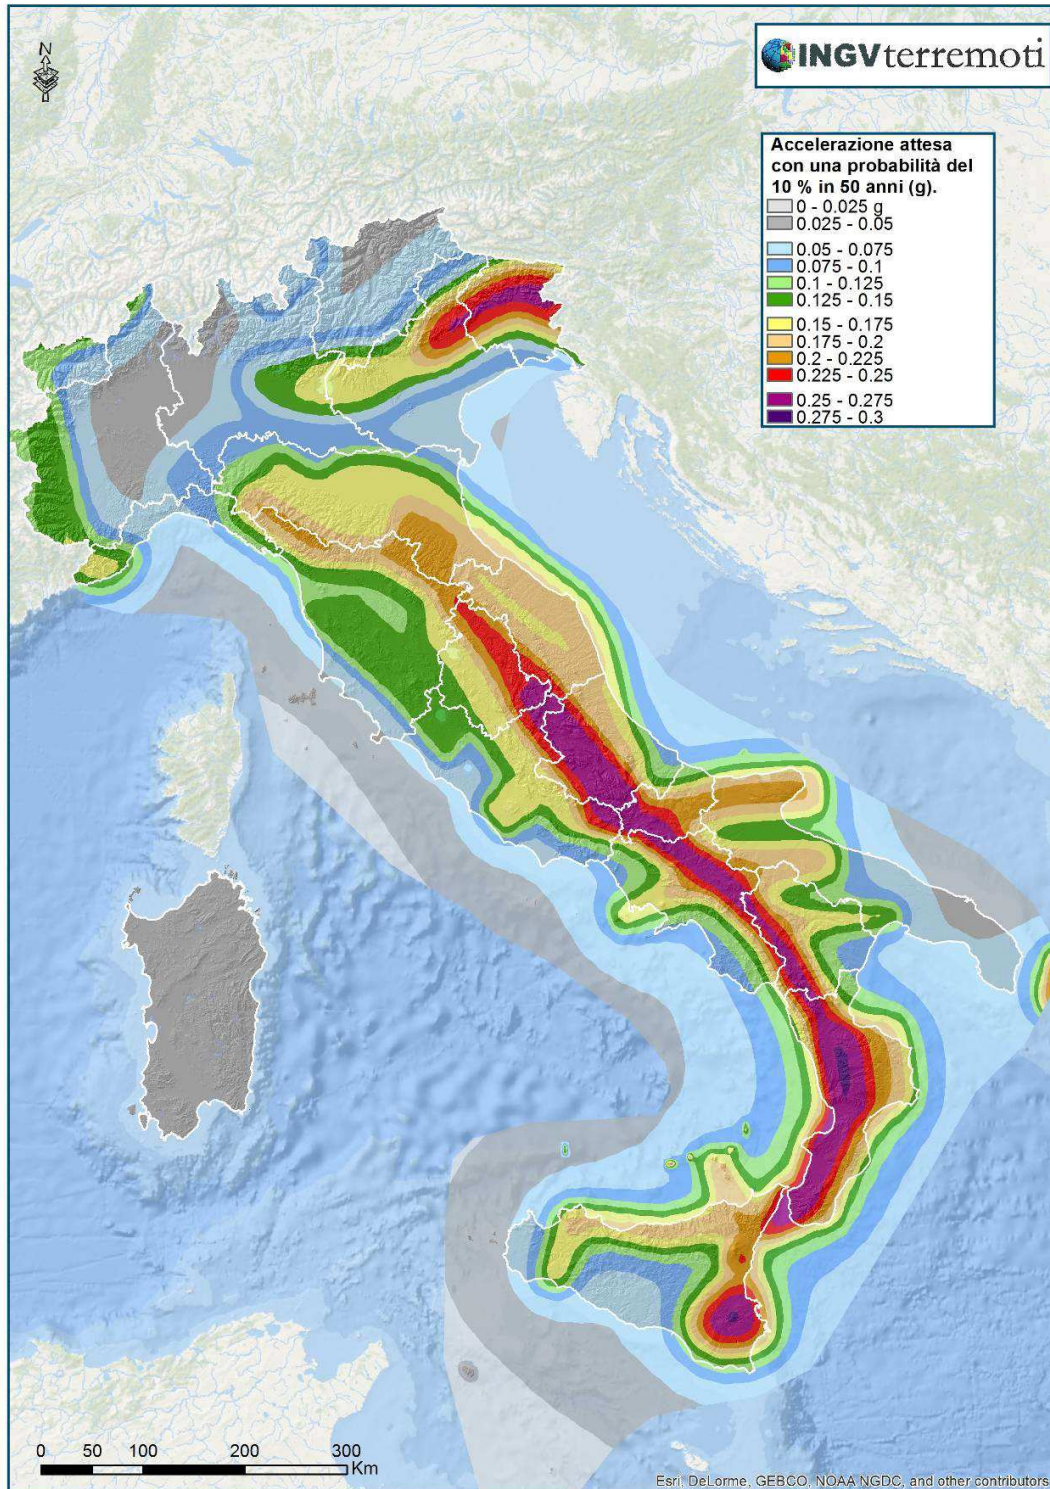 N
INGVterremoti
Accelerazione attesa
con una probabilità del
10 % in 50 anni (g).
0 - 0.025 g
0.025 - 0.05
0.05 - 0.075
0.075 - 0.1
0.1 - 0.125
0.125 - 0.15
0.15 - 0.175
0.175 - 0.2
0.2 - 0.225
0.225 - 0.25
0.25 - 0.275
0.275 - 0.3
0 50 100 200 300
Km
Esri, DeLorme, GEBCO, NOAA NGDC, and other contributors